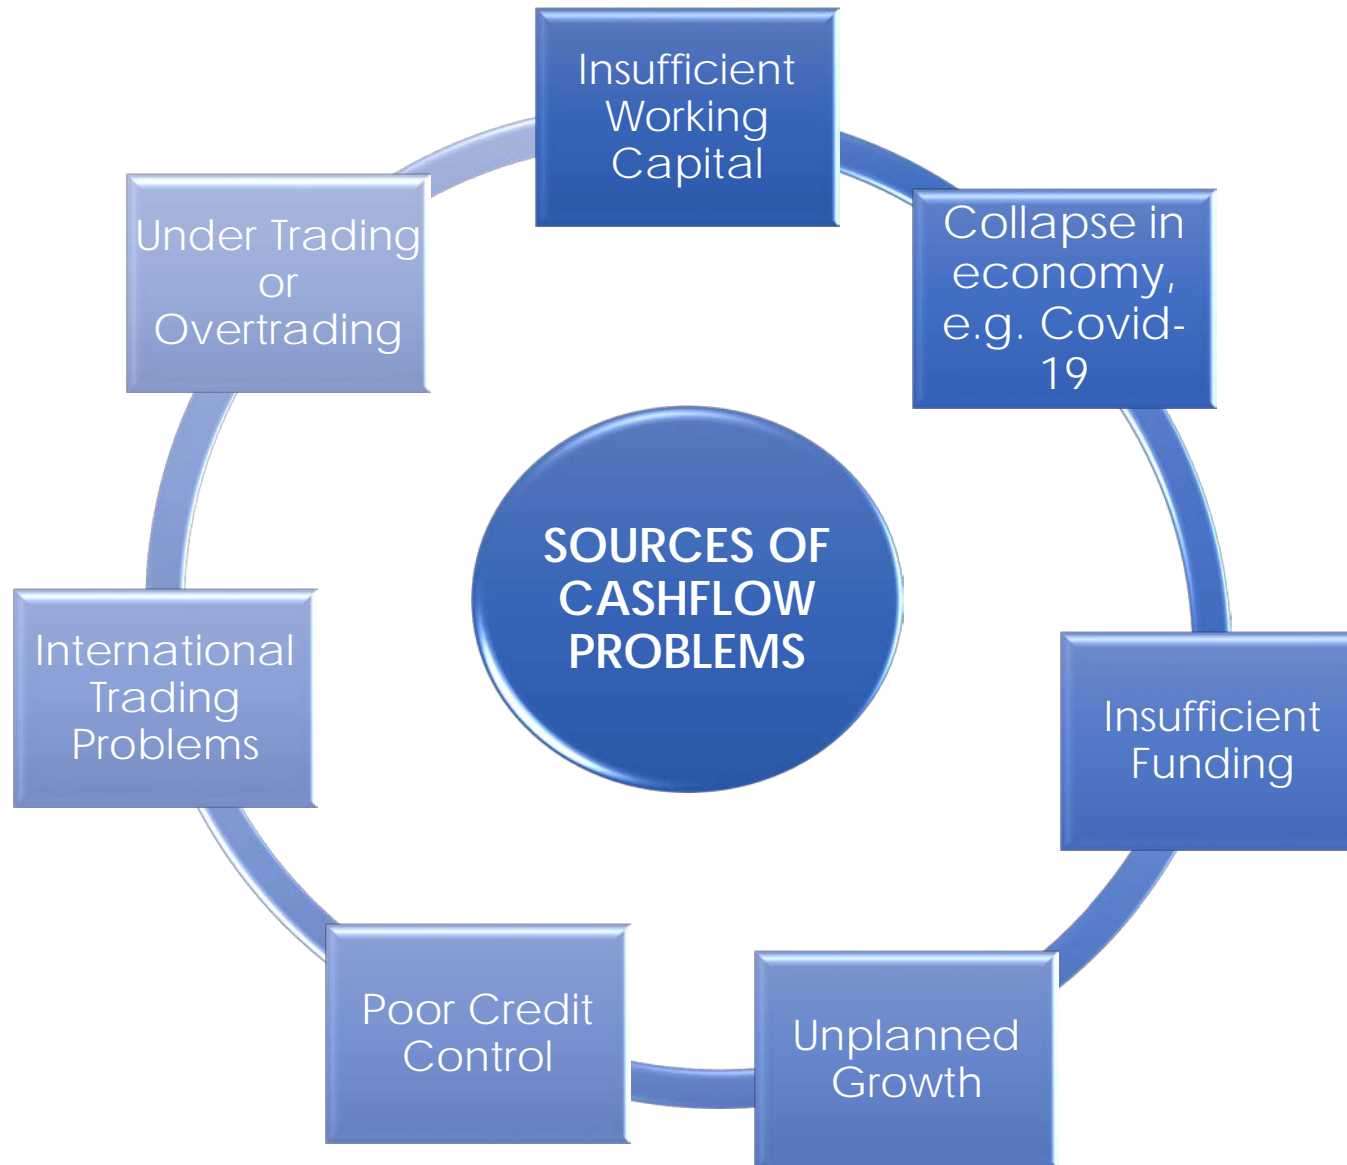 Insufficient
Working
Capital
Collapse in
economy,
e.g. Covid-
19
Insufficient
Funding
Unplanned
Growth
Poor Credit
Control
International
Trading
Problems
Under Trading
or
Overtrading
SOURCES OF
CASHFLOW
PROBLEMS